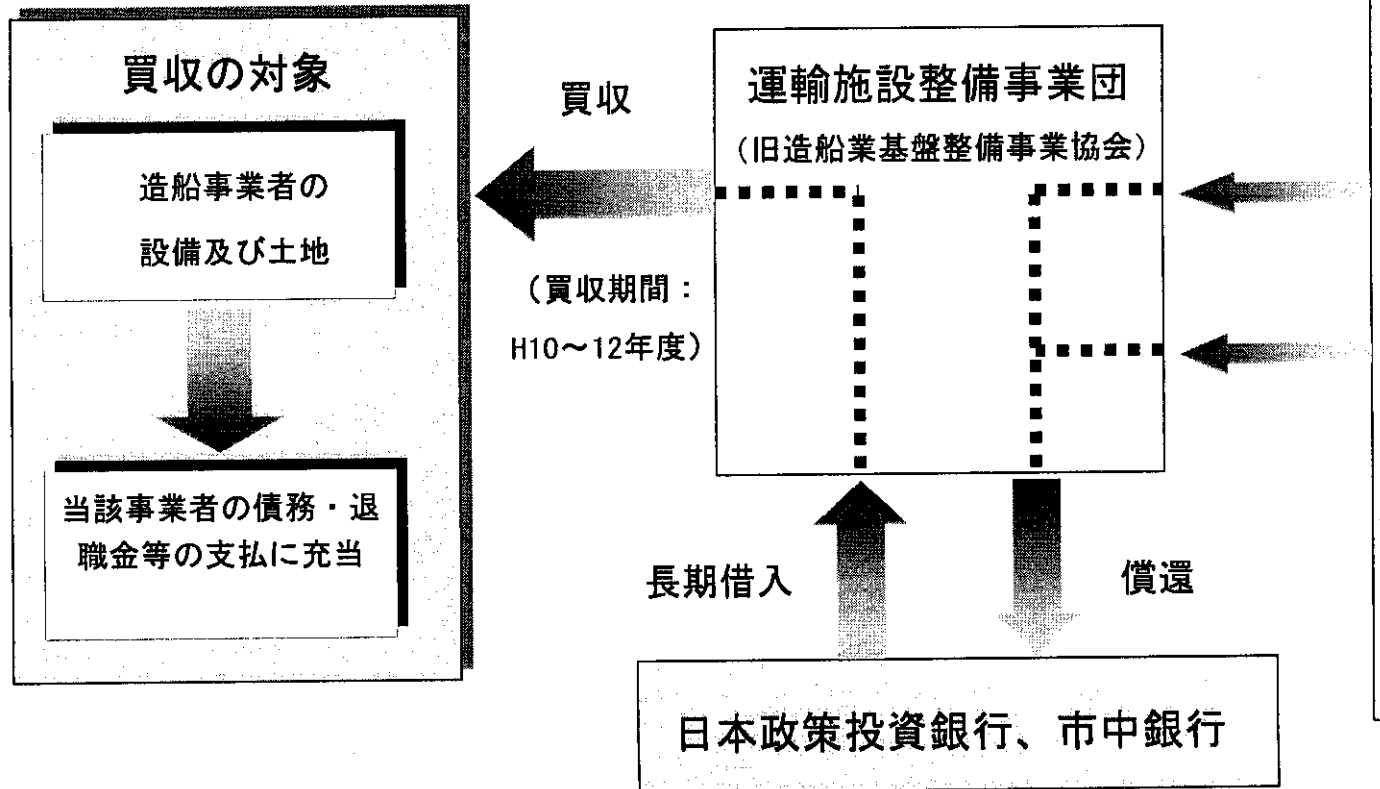 買収の対象
造船事業者の
設備及び土地
当該事業者の債務・退
職金等の支払に充当
買収
（買収期間：
H10～12年度）
運輸施設整備事業団
（旧造船業基盤整備事業協会）
長期借入
償還
日本政策投資銀行、市中銀行